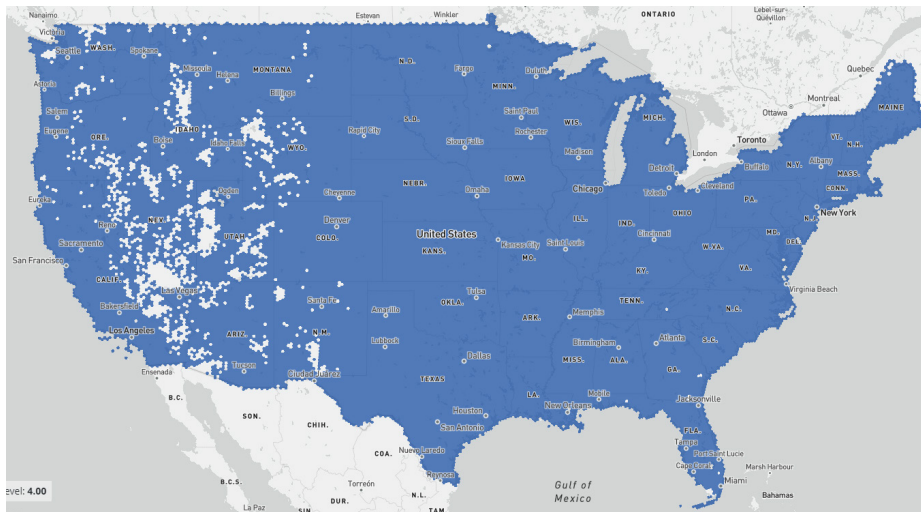 Nanaimo
Victoria
Seattle
WASH.
Spokane
Estevan
Winkler
ONTARIO
Lebel-sur-
Quévillon
Astoria
Salem
Eugene
ORE.
Missoula
Helena
MONTANA
Billings
N.D.
Fargo
MINN.
Duluth
Quebec
Montreal
Ottawa
MAINE
IDAHO
Boise
Idaho Falls
WYO.
Rapid City
S.D.
Sioux Falls
Saint Paul
Rochester
WIS.
Madison
MICH.
Toronto
London
Detroit
Buffalo
N.Y.
Albany
VT.
N.H.
MASS.
CONN.
Eureka
Reno
NEV.
Ogden
UTAH
Cheyenne
NEBR.
Omaha
IOWA
Chicago
Toledo
Cleveland
PA.
New York
N.J.
Sacramento
San Francisco
CALIF.
Denver
COLO.
United States
KANS.
Kansas City
MO.
Saint Louis
ILL.
IND.
OHIO
Cincinnati
W.VA.
MD.
DEL.
VA.
KY.
Virginia Beach
Las Vegas
Bakersfield
Los Angeles
ARIZ.
Santa Fe
N.M.
Amarillo
Lubbock
OKLA.
Tulsa
ARK.
Memphis
TENN.
N.C.
S.C.
Atlanta
Birmingham
MISS.
ALA.
GA.
Ensenada
Tucson
Ciudad Juárez
Dallas
TEXAS
LA.
Mobile
New Orleans
Jacksonville
B.C.
SON.
CHIH.
COA.
Houston
San Antonio
FLA.
Tampa
Port Saint Lucie
Cape Coral
Miami
Marsh Harbour
Bahamas
Nuevo Laredo
Reynosa
B.C.S.
La Paz
Torreón
DUR.
SIN.
N.L.
TAM.
Gulf of
Mexico
evel: 4.00